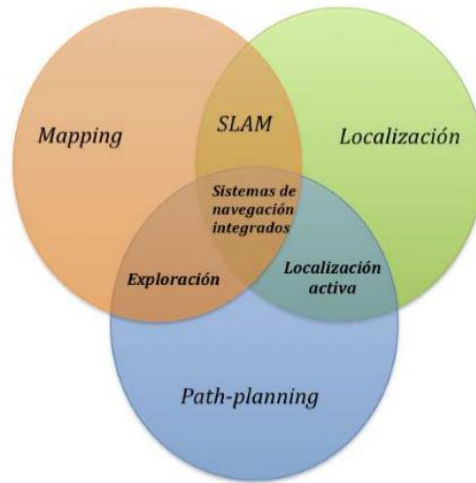 SLAM
Mapping
Localización
Sistemas de
navegación
integrados
Exploración
Localización
activa
Path-planning